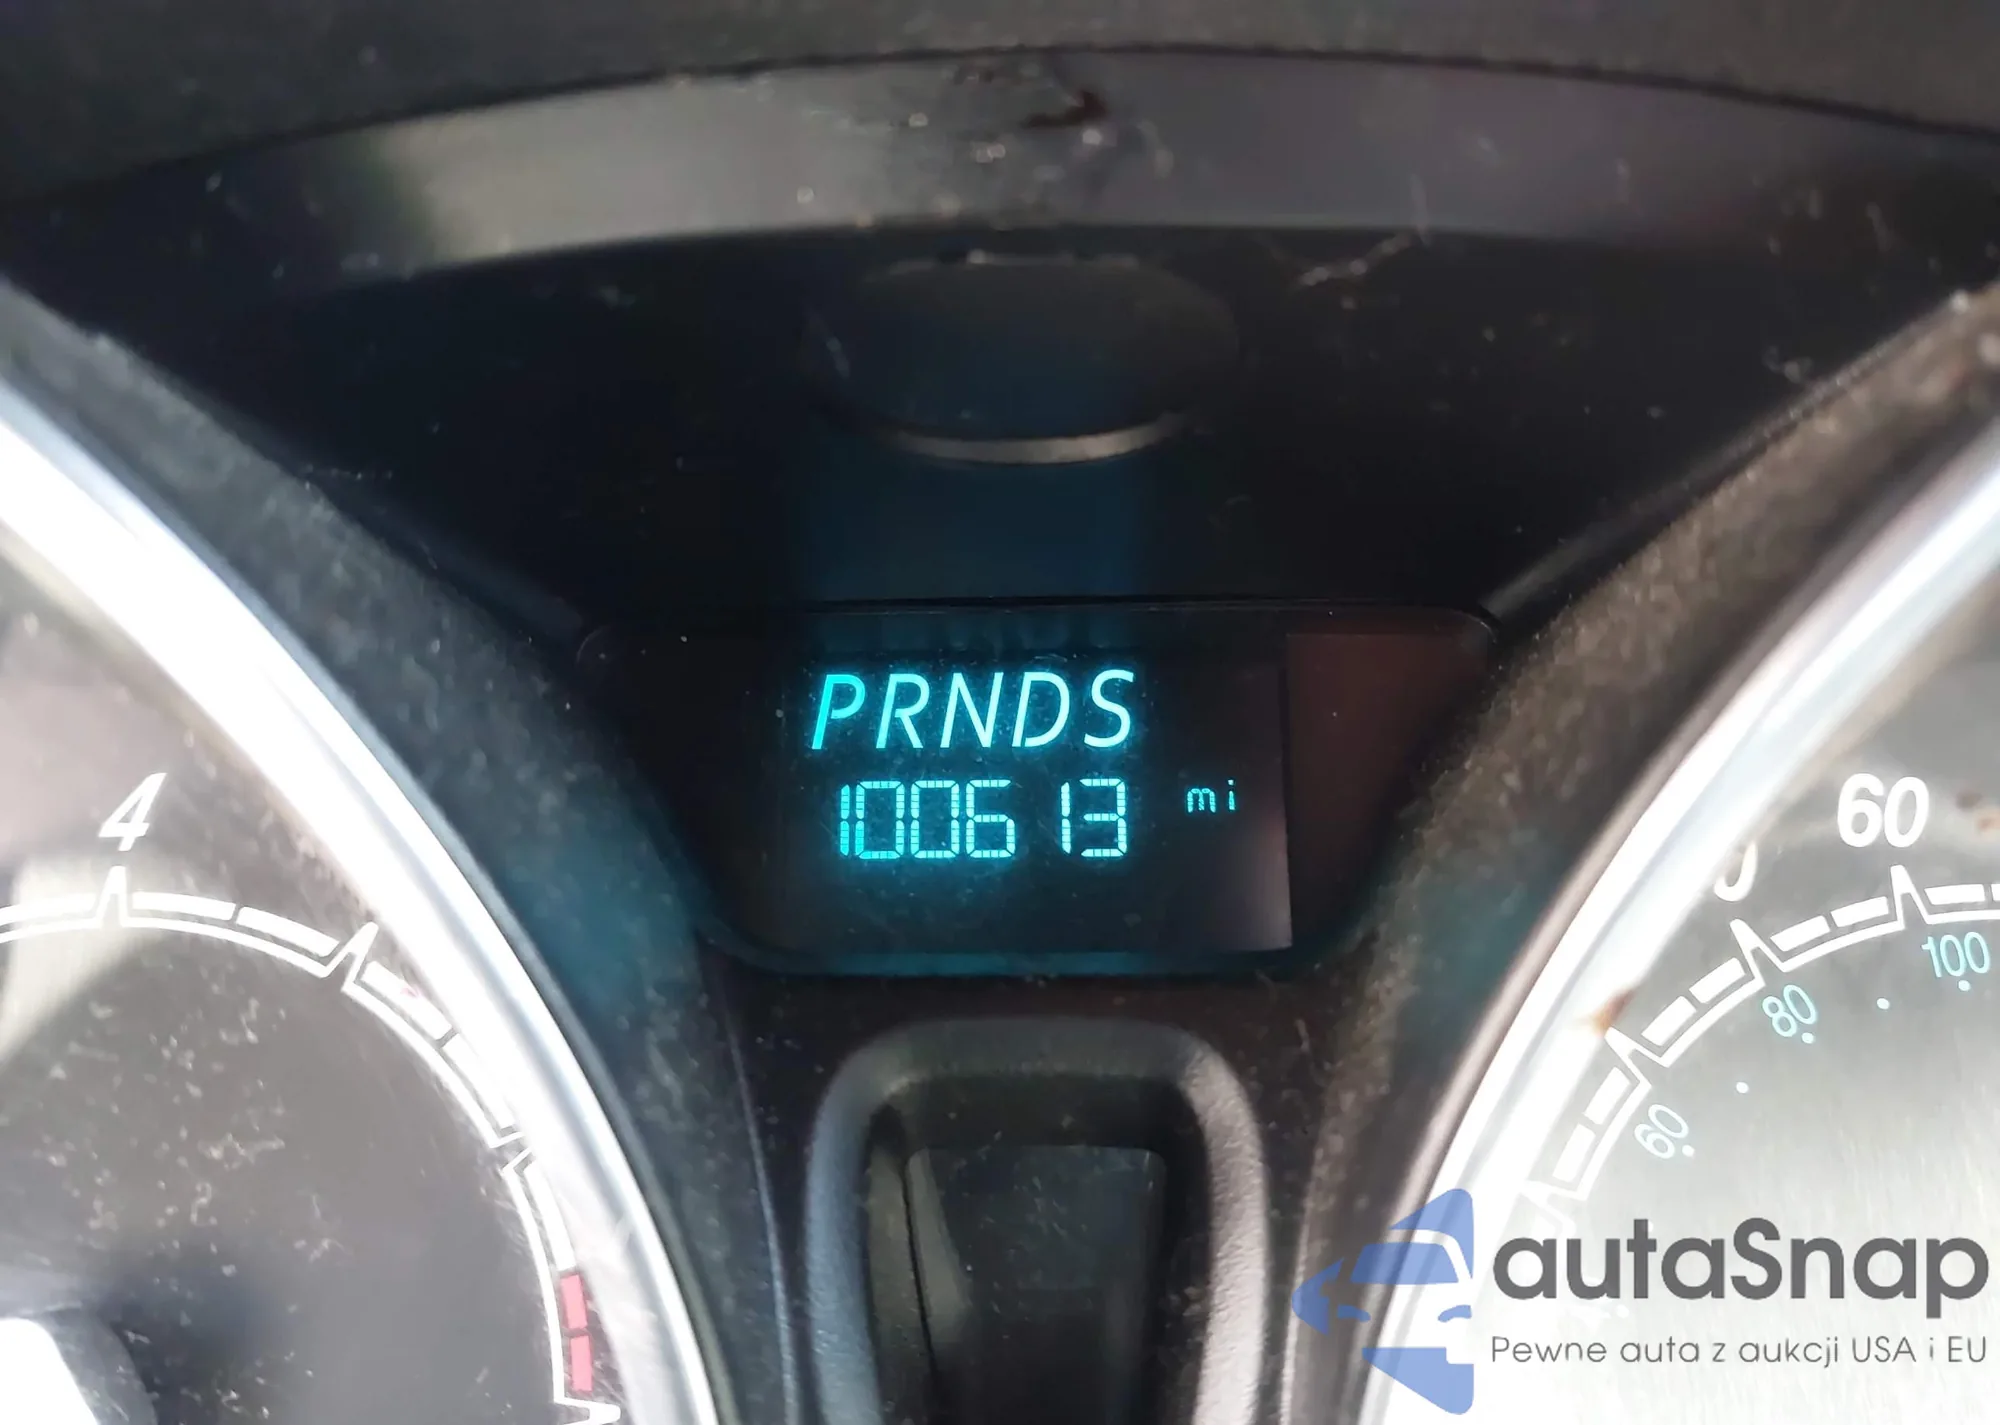 PRNDS
100613 mi
4
60
100
80
60
autaSnap
Pewne auta z aukcji USA i EU